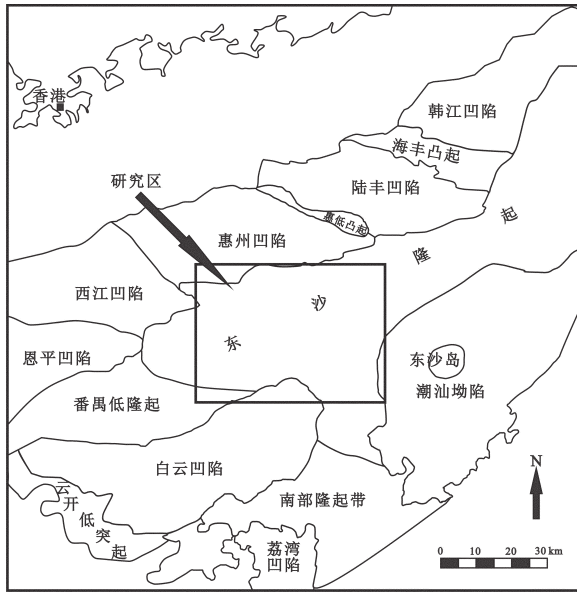 香港
韩江凹陷
海丰凸起
研究区
陆丰凹陷
惠低凸起
惠州凹陷
东沙隆起
西江凹陷
恩平凹陷
东沙岛
潮汕坳陷
番禺低隆起
白云凹陷
云开低突起
南部隆起带
荔湾
凹陷
N
0 10 20 30 km